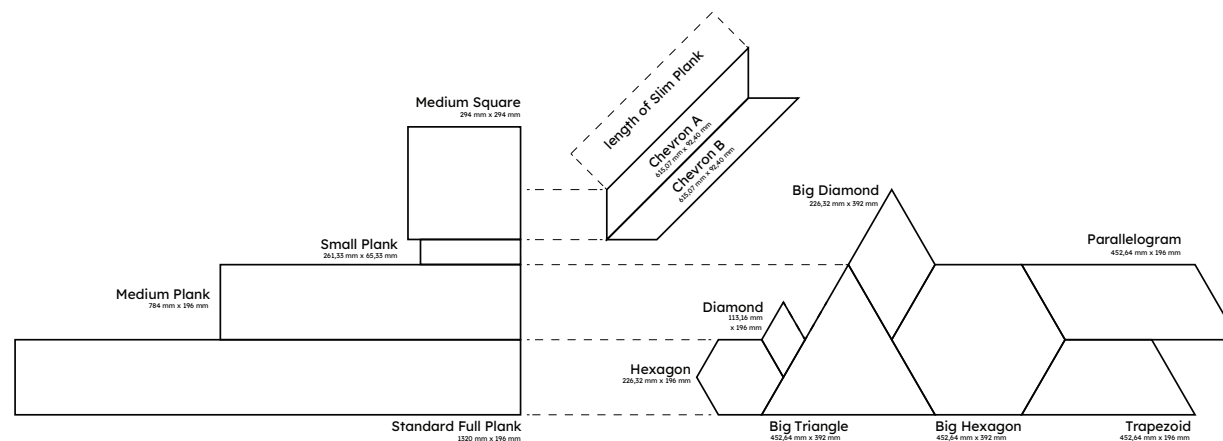 Medium Square
294 mm x 294 mm
length of Slim Plank
Chevron A
615,07 mm x 92,40 mm
Chevron B
615,07 mm x 92,40 mm
Big Diamond
226,32 mm x 392 mm
Small Plank
261,33 mm x 65,33 mm
Parallelogram
452,64 mm x 196 mm
Medium Plank
784 mm x 196 mm
Diamond
113,16 mm
x 196 mm
Hexagon
226,32 mm x 196 mm
Standard Full Plank
1320 mm x 196 mm
Big Triangle
452,64 mm x 392 mm
Big Hexagon
452,64 mm x 392 mm
Trapezoid
452,64 mm x 196 mm